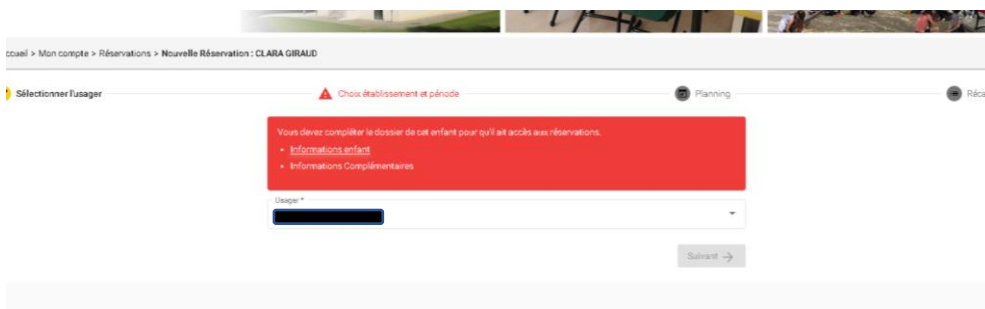 ccueil > Mon compte > Réservations > Nouvelle Réservation : CLARA GIRAUD
Sélectionner l'usager
Choix établissement et période
Planning
Réca
Vous devez compléter le dossier de cet enfant pour qu'il ait accès aux réservations.
• Informations enfant
• Informations Complémentaires
Usager *
Suivant →